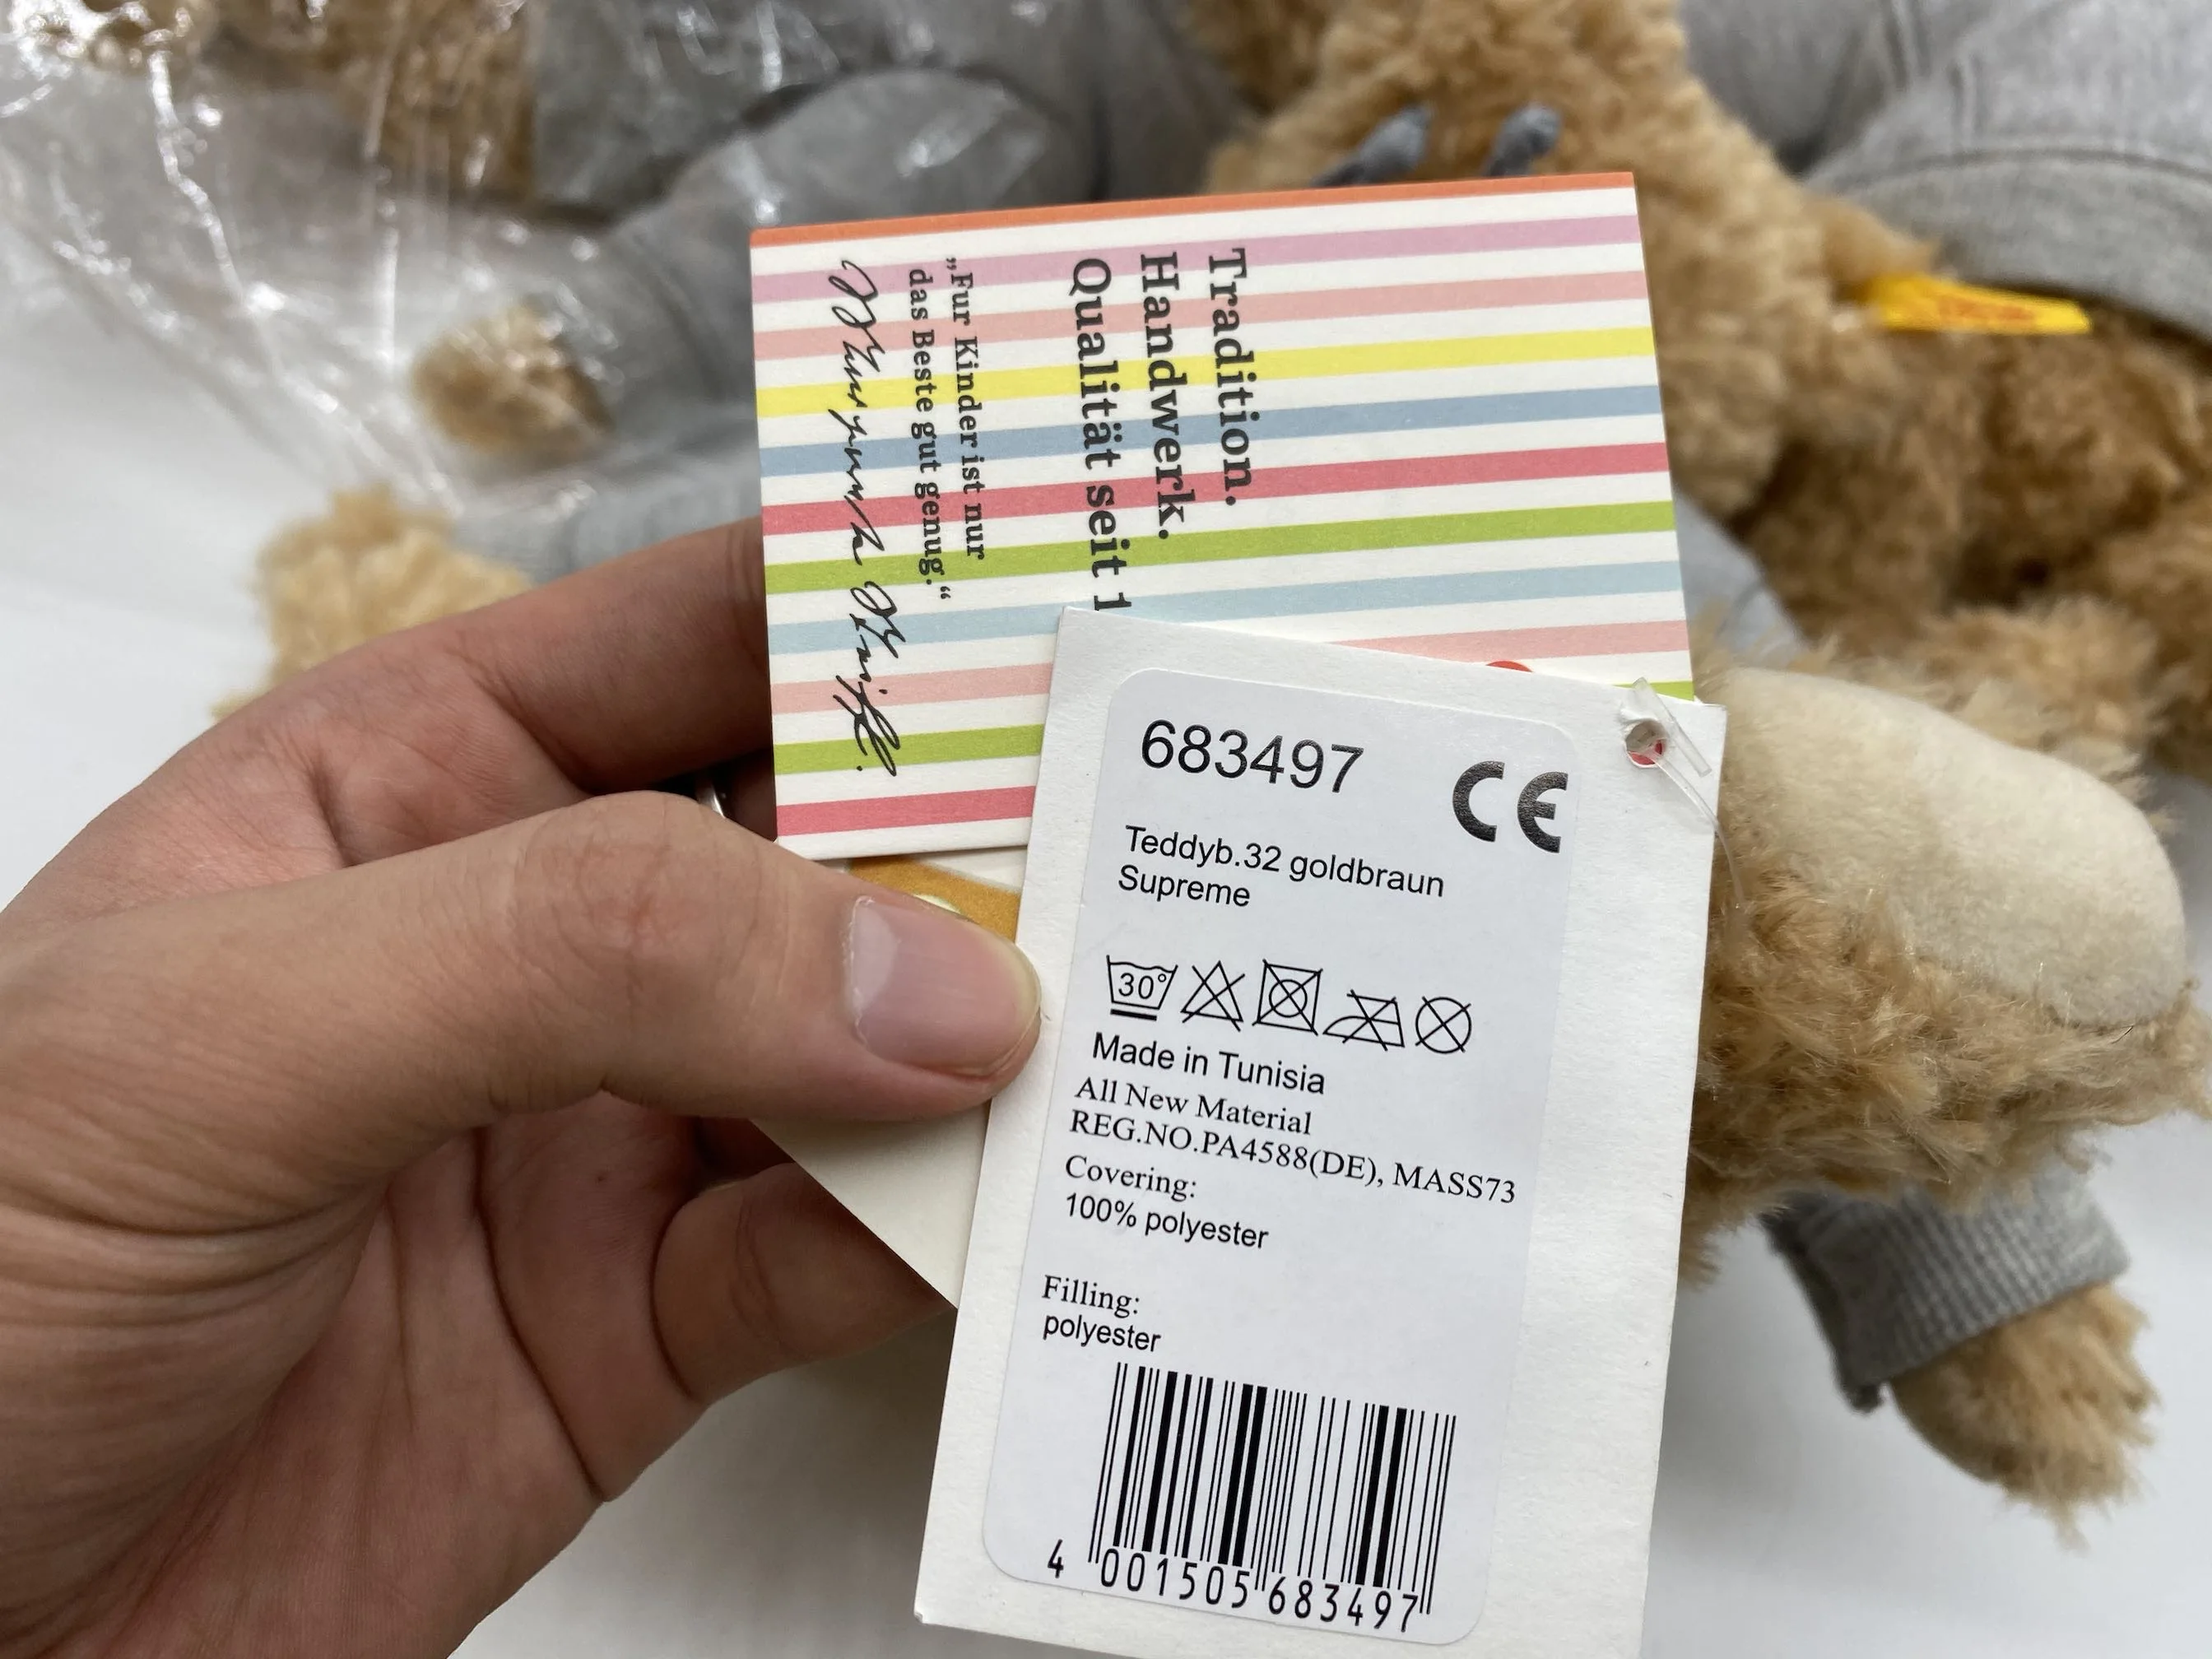 Tradition.
Handwerk.
Qualität seit 1
„Fur Kinder ist nur
das Beste gut genug.“
683497
CE
Teddyb.32 goldbraun
Supreme
30°
Made in Tunisia
All New Material
REG.NO.PA4588(DE), MASS73
Covering:
100% polyester
Filling:
polyester
4 001505 683497